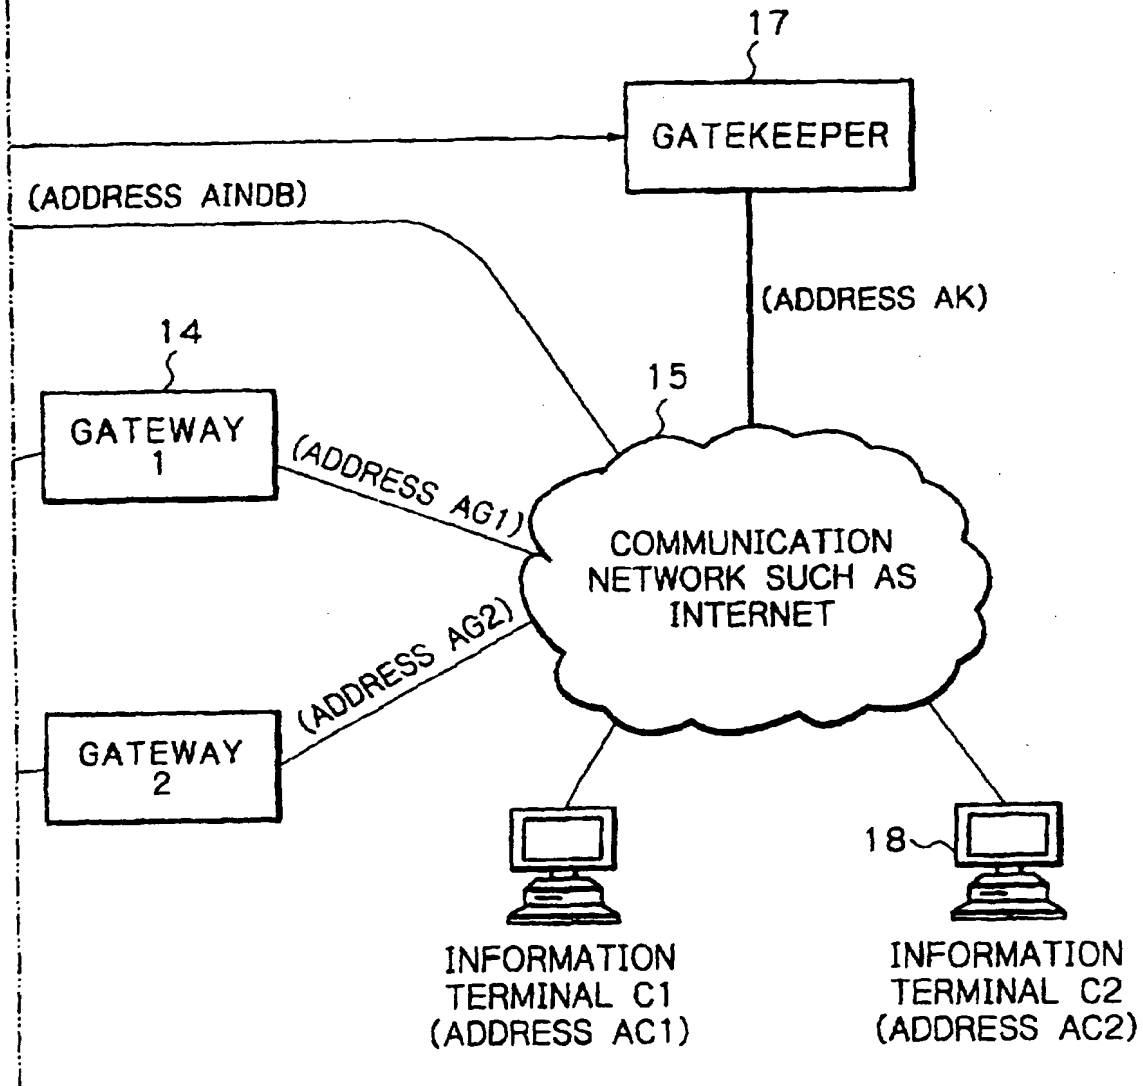 17
GATEKEEPER
(ADDRESS AINDB)
(ADDRESS AK)
14
15
GATEWAY
1
(ADDRESS AG1)
COMMUNICATION
NETWORK SUCH AS
INTERNET
(ADDRESS AG2)
GATEWAY
2
18
INFORMATION
TERMINAL C1
(ADDRESS AC1)
INFORMATION
TERMINAL C2
(ADDRESS AC2)